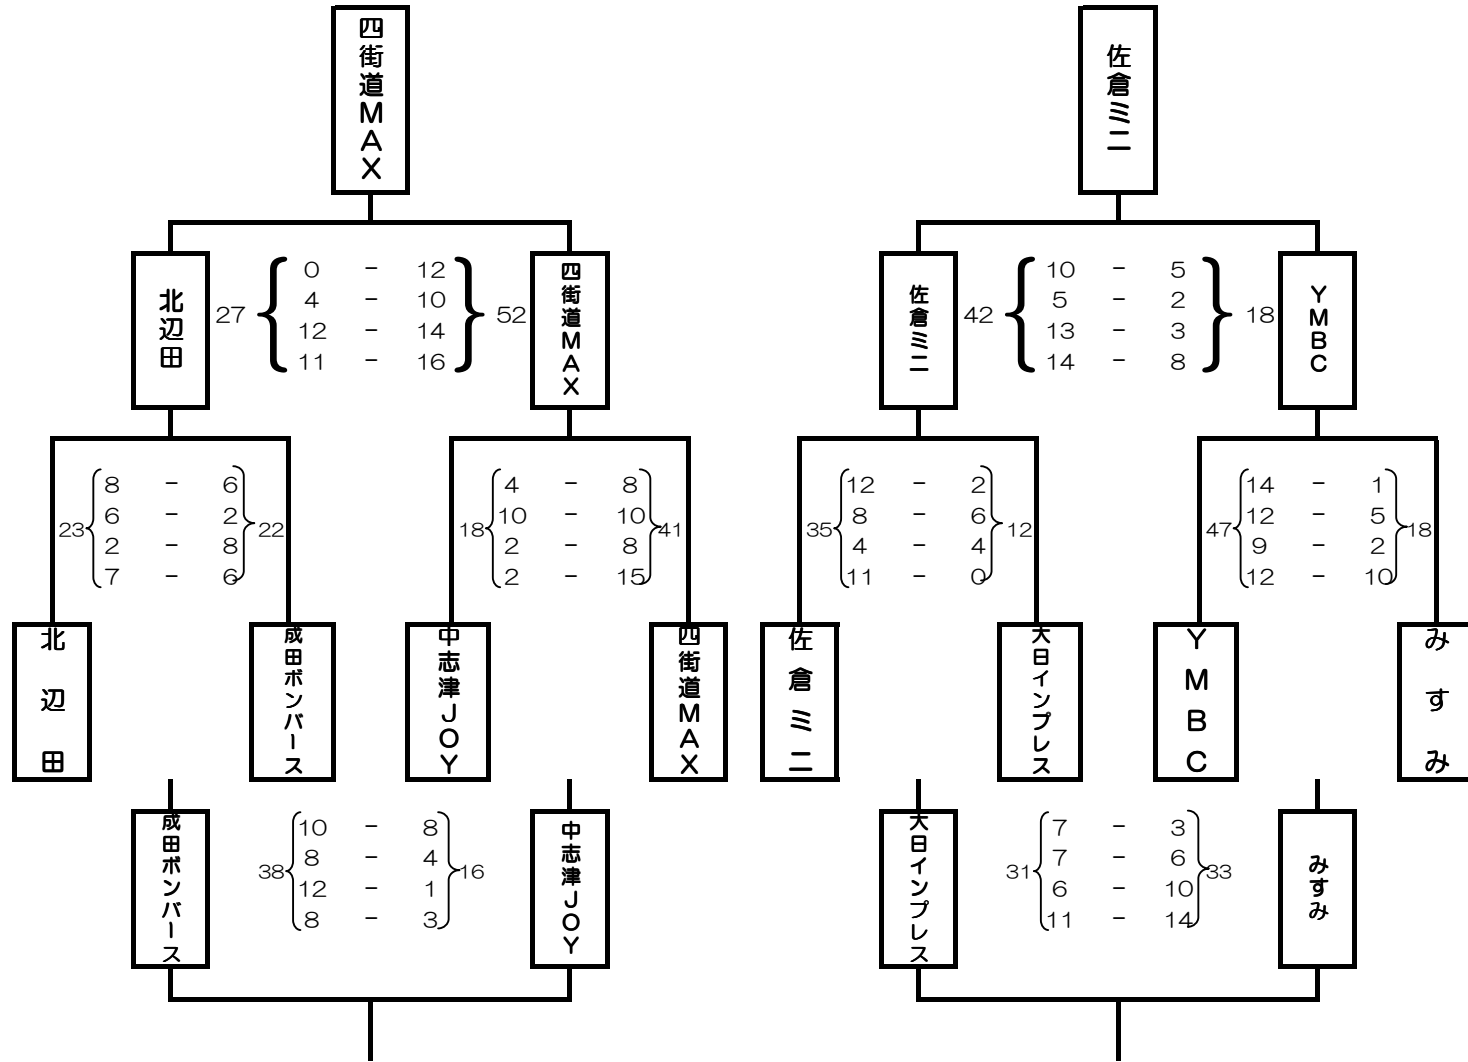 四街道MAX
佐倉ミニ
北辺田
27
0 - 12
4 - 10
12 - 14
11 - 16
52
四街道MAX
佐倉ミニ
42
10 - 5
5 - 2
13 - 3
14 - 8
18
YMBC
23
8 - 6
6 - 2
2 - 8
7 - 6
22
18
4 - 8
10 - 10
2 - 8
2 - 15
41
35
12 - 2
8 - 6
4 - 4
11 - 0
12
47
14 - 1
12 - 5
9 - 2
12 - 10
18
北辺田
成田ボンバース
中志津JOY
四街道MAX
佐倉ミニ
大日インプレス
YMBC
みすみ
成田ボンバース
38
10 - 8
8 - 4
12 - 1
8 - 3
16
中志津JOY
大日インプレス
31
7 - 3
7 - 6
6 - 10
11 - 14
33
みすみ